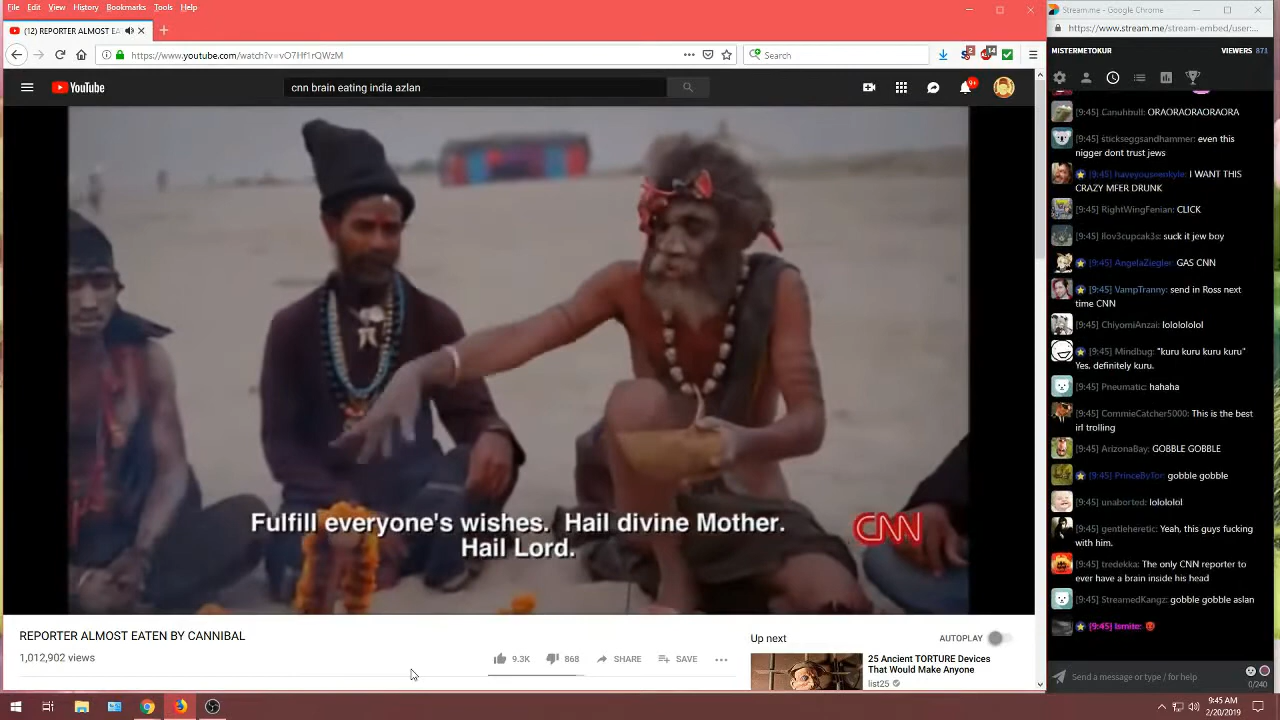 File Edit View History Bookmarks Tools Help
(12) REPORTER ALMOST EA
https://www.youtube.com/watch?v=vO7Hf1rQWzM
Search
2
14
YouTube
cnn brain eating india azlan
9+
Fulfill everyone's wishes. Hail divine Mother.
Hail Lord.
CNN
REPORTER ALMOST EATEN BY CANNIBAL
1,012,902 views
9.3K
868
SHARE
SAVE
Up next
AUTOPLAY
25 Ancient TORTURE Devices
That Would Make Anyone
list25
Stream.me - Google Chrome
https://www.stream.me/stream-embed/user:...
MISTERMETOKUR
VIEWERS 871
[9:45] Canuhbull: ORAORAORAORAORA
[9:45] stickseggsandhammer: even this
nigger dont trust jews
[9:45] haveyouseenkyle: I WANT THIS
CRAZY MFER DRUNK
[9:45] RightWingFenian: CLICK
[9:45] Ilov3cupcak3s: suck it jew boy
[9:45] AngelaZiegler: GAS CNN
[9:45] VampTranny: send in Ross next
time CNN
[9:45] ChiyomiAnzai: lolololol
[9:45] Mindbug: "kuru kuru kuru kuru"
Yes, definitely kuru.
[9:45] Pneumatic: hahaha
[9:45] CommieCatcher5000: This is the best
irl trolling
[9:45] ArizonaBay: GOBBLE GOBBLE
[9:45] PrinceByTor: gobble gobble
[9:45] unaborted: lolololol
[9:45] gentleheretic: Yeah, this guys fucking
with him.
[9:45] tredekka: The only CNN reporter to
ever have a brain inside his head
[9:45] StreamedKangz: gobble gobble aslan
[9:45] Ismite:
Send a message or type / for help
0/240
9:45 AM
2/20/2019